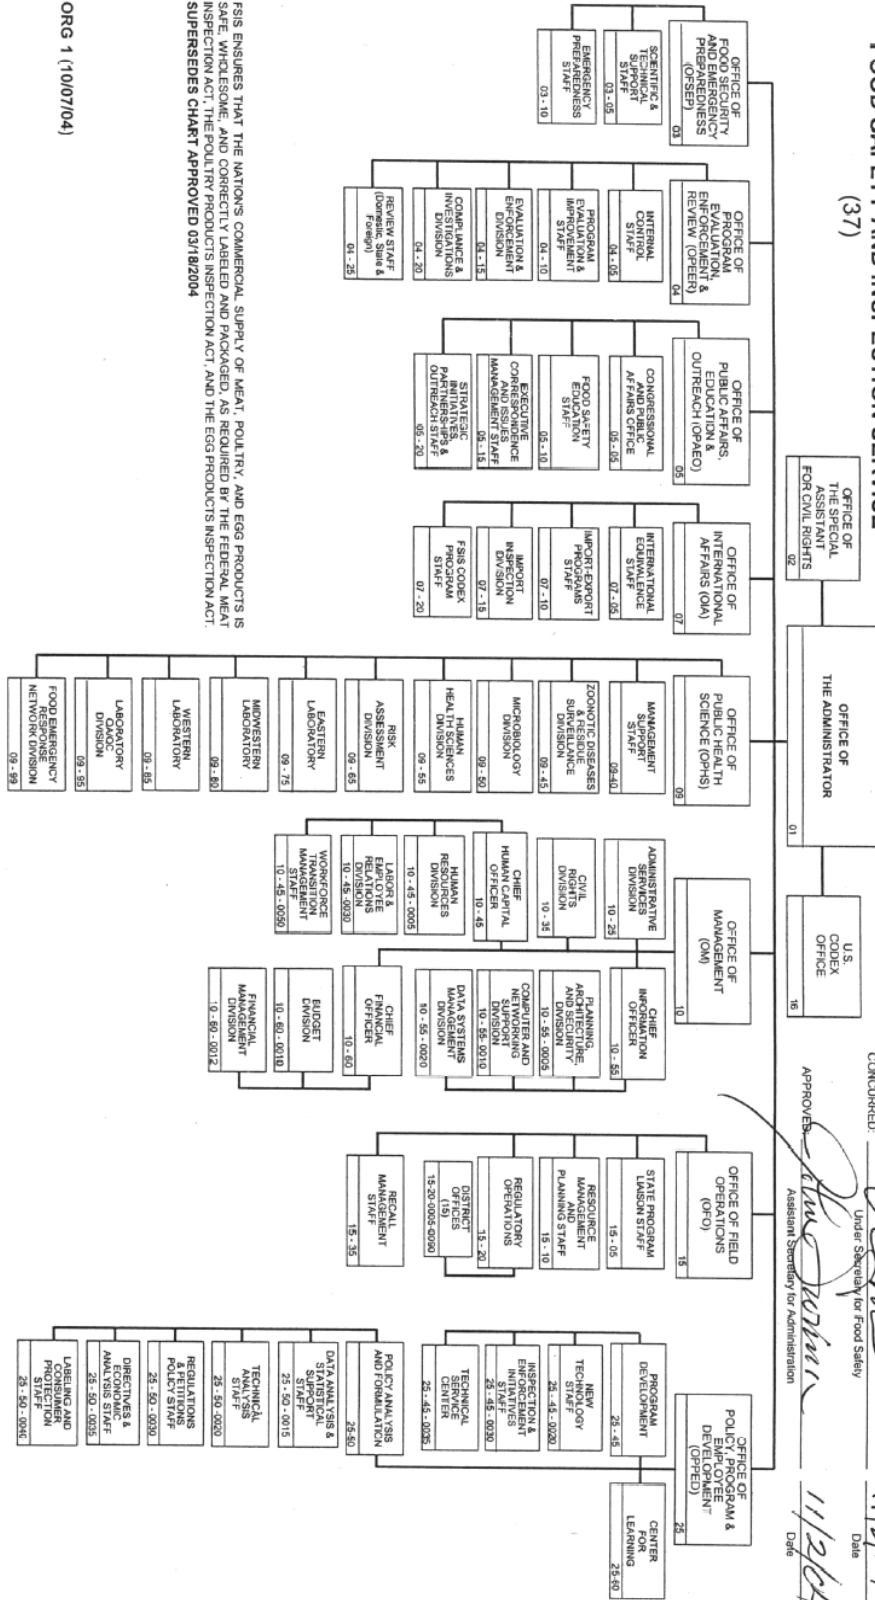 FOOD SAFETY AND INSPECTION SERVICE
(37)
CONCURRED:
Under Secretary for Food Safety
Date
APPROVED:
Assistant Secretary for Administration
11/2/04
Date
OFFICE OF
THE SPECIAL
ASSISTANT
FOR CIVIL RIGHTS
02
OFFICE OF
THE ADMINISTRATOR
01
U.S.
CODEX
OFFICE
16
OFFICE OF
FOOD SECURITY
AND EMERGENCY
PREPAREDNESS
(OFSEP)
03
SCIENTIFIC &
TECHNICAL
SUPPORT
STAFF
03 - 05
EMERGENCY
PREPAREDNESS
STAFF
03 - 10
OFFICE OF
PROGRAM
EVALUATION,
ENFORCEMENT &
REVIEW (OPEER)
04
INTERNAL
CONTROL
STAFF
04 - 05
PROGRAM
EVALUATION &
IMPROVEMENT
STAFF
04 - 10
EVALUATION &
ENFORCEMENT
DIVISION
04 - 15
COMPLIANCE &
INVESTIGATIONS
DIVISION
04 - 20
REVIEW STAFF
(Domestic, State &
Foreign)
04 - 25
OFFICE OF
PUBLIC AFFAIRS,
EDUCATION &
OUTREACH (OPAEO)
05
CONGRESSIONAL
AND PUBLIC
AFFAIRS OFFICE
05 - 05
FOOD SAFETY
EDUCATION
STAFF
05 - 10
EXECUTIVE
CORRESPONDENCE
AND ISSUES
MANAGEMENT STAFF
05 - 15
STRATEGIC
INITIATIVES,
PARTNERSHIPS &
OUTREACH STAFF
05 - 20
OFFICE OF
INTERNATIONAL
AFFAIRS (OIA)
07
INTERNATIONAL
EQUIVALENCE
STAFF
07 - 05
IMPORT-EXPORT
PROGRAMS
STAFF
07 - 10
IMPORT
INSPECTION
DIVISION
07 - 15
FSIS CODEX
PROGRAM
STAFF
07 - 20
OFFICE OF
PUBLIC HEALTH
SCIENCE (OPHS)
09
MANAGEMENT
SUPPORT
STAFF
09-40
ZOONOTIC DISEASES
& RESIDUE
SURVEILLANCE
DIVISION
09 - 45
MICROBIOLOGY
DIVISION
09 - 50
HUMAN
HEALTH SCIENCES
DIVISION
09 - 55
RISK
ASSESSMENT
DIVISION
09 - 65
EASTERN
LABORATORY
09 - 75
MIDWESTERN
LABORATORY
09 - 80
WESTERN
LABORATORY
09 - 85
LABORATORY
QA/QC
DIVISION
09 - 95
FOOD EMERGENCY
RESPONSE
NETWORK DIVISION
09 - 99
OFFICE OF
MANAGEMENT
(OM)
10
ADMINISTRATIVE
SERVICES
DIVISION
10 - 25
CIVIL
RIGHTS
DIVISION
10 - 35
CHIEF
HUMAN CAPITAL
OFFICER
10 - 45
HUMAN
RESOURCES
DIVISION
10 - 45 -0005
LABOR &
EMPLOYEE
RELATIONS
DIVISION
10 - 45 -0030
WORKFORCE
TRANSITION
MANAGEMENT
STAFF
10 - 45 -0050
CHIEF
INFORMATION
OFFICER
10 - 55
PLANNING,
ARCHITECTURE,
AND SECURITY
DIVISION
10 - 55 -0005
COMPUTER AND
NETWORKING
SUPPORT
DIVISION
10 - 55- 0010
DATA SYSTEMS
MANAGEMENT
DIVISION
10 - 55 - 0020
CHIEF
FINANCIAL
OFFICER
10 - 60
BUDGET
DIVISION
10 - 60 - 0010
FINANCIAL
MANAGEMENT
DIVISION
10 - 60 - 0012
OFFICE OF FIELD
OPERATIONS
(OFO)
15
STATE PROGRAM
LIAISON STAFF
15 - 05
RESOURCE
MANAGEMENT
AND
PLANNING STAFF
15 - 10
REGULATORY
OPERATIONS
15 - 20
DISTRICT
OFFICES
(15)
15-20-0005-0090
RECALL
MANAGEMENT
STAFF
15 - 35
OFFICE OF
POLICY, PROGRAM &
EMPLOYEE
DEVELOPMENT
(OPPED)
25
PROGRAM
DEVELOPMENT
25 - 45
NEW
TECHNOLOGY
STAFF
25 - 45 - 0020
INSPECTION &
ENFORCEMENT
INITIATIVES
STAFF
25 - 45 - 0030
TECHNICAL
SERVICE
CENTER
25 - 45 - 0035
POLICY ANALYSIS
AND FORMULATION
25-50
DATA ANALYSIS &
STATISTICAL
SUPPORT
STAFF
25 - 50 - 0015
TECHNICAL
ANALYSIS
STAFF
25 - 50 -0020
REGULATIONS
& PETITIONS
POLICY STAFF
25 - 50 - 0030
DIRECTIVES &
ECONOMIC
ANALYSIS STAFF
25 - 50 - 0035
LABELING AND
CONSUMER
PROTECTION
STAFF
25 - 50 - 0040
CENTER
FOR
LEARNING
25-60
FSIS ENSURES THAT THE NATION'S COMMERCIAL SUPPLY OF MEAT, POULTRY, AND EGG PRODUCTS IS
SAFE, WHOLESOME, AND CORRECTLY LABELED AND PACKAGED, AS REQUIRED BY THE FEDERAL MEAT
INSPECTION ACT, THE POULTRY PRODUCTS INSPECTION ACT, AND THE EGG PRODUCTS INSPECTION ACT.
SUPERSEDES CHART APPROVED 03/18/2004
ORG 1 (10/07/04)